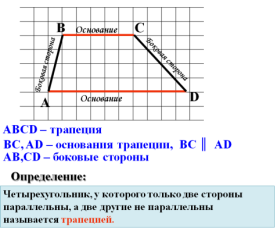 B
Основание
C
Боковая сторона
Боковая сторона
A
Основание
D
ABCD – трапеция
BC, AD – основания трапеции, BC ║ AD
AB,CD – боковые стороны
Определение:
Четырехугольник, у которого только две стороны
параллельны, а две другие не параллельны
называется трапецией.